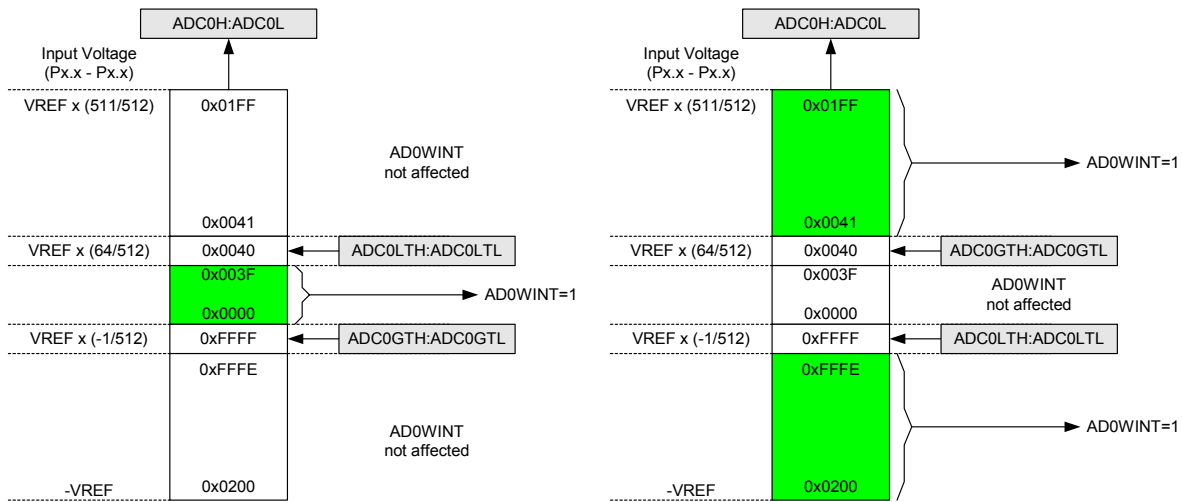 ADC0H:ADC0L
Input Voltage
(Px.x - Px.x)
VREF x (511/512)
0x01FF
AD0WINT
not affected
0x0041
VREF x (64/512)
0x0040
ADC0LTH:ADC0LTL
0x003F
AD0WINT=1
0x0000
VREF x (-1/512)
0xFFFF
ADC0GTH:ADC0GTL
0xFFFE
AD0WINT
not affected
-VREF
0x0200
ADC0H:ADC0L
Input Voltage
(Px.x - Px.x)
VREF x (511/512)
0x01FF
AD0WINT=1
0x0041
VREF x (64/512)
0x0040
ADC0GTH:ADC0GTL
0x003F
AD0WINT
not affected
0x0000
VREF x (-1/512)
0xFFFF
ADC0LTH:ADC0LTL
0xFFFE
AD0WINT=1
-VREF
0x0200